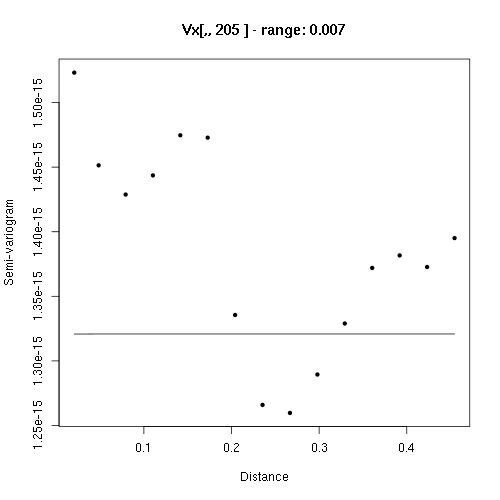 Vx[,, 205 ] - range: 0.007
Semi-variogram
1.50e-15
1.45e-15
1.40e-15
1.35e-15
1.30e-15
1.25e-15
0.1 0.2 0.3 0.4
Distance